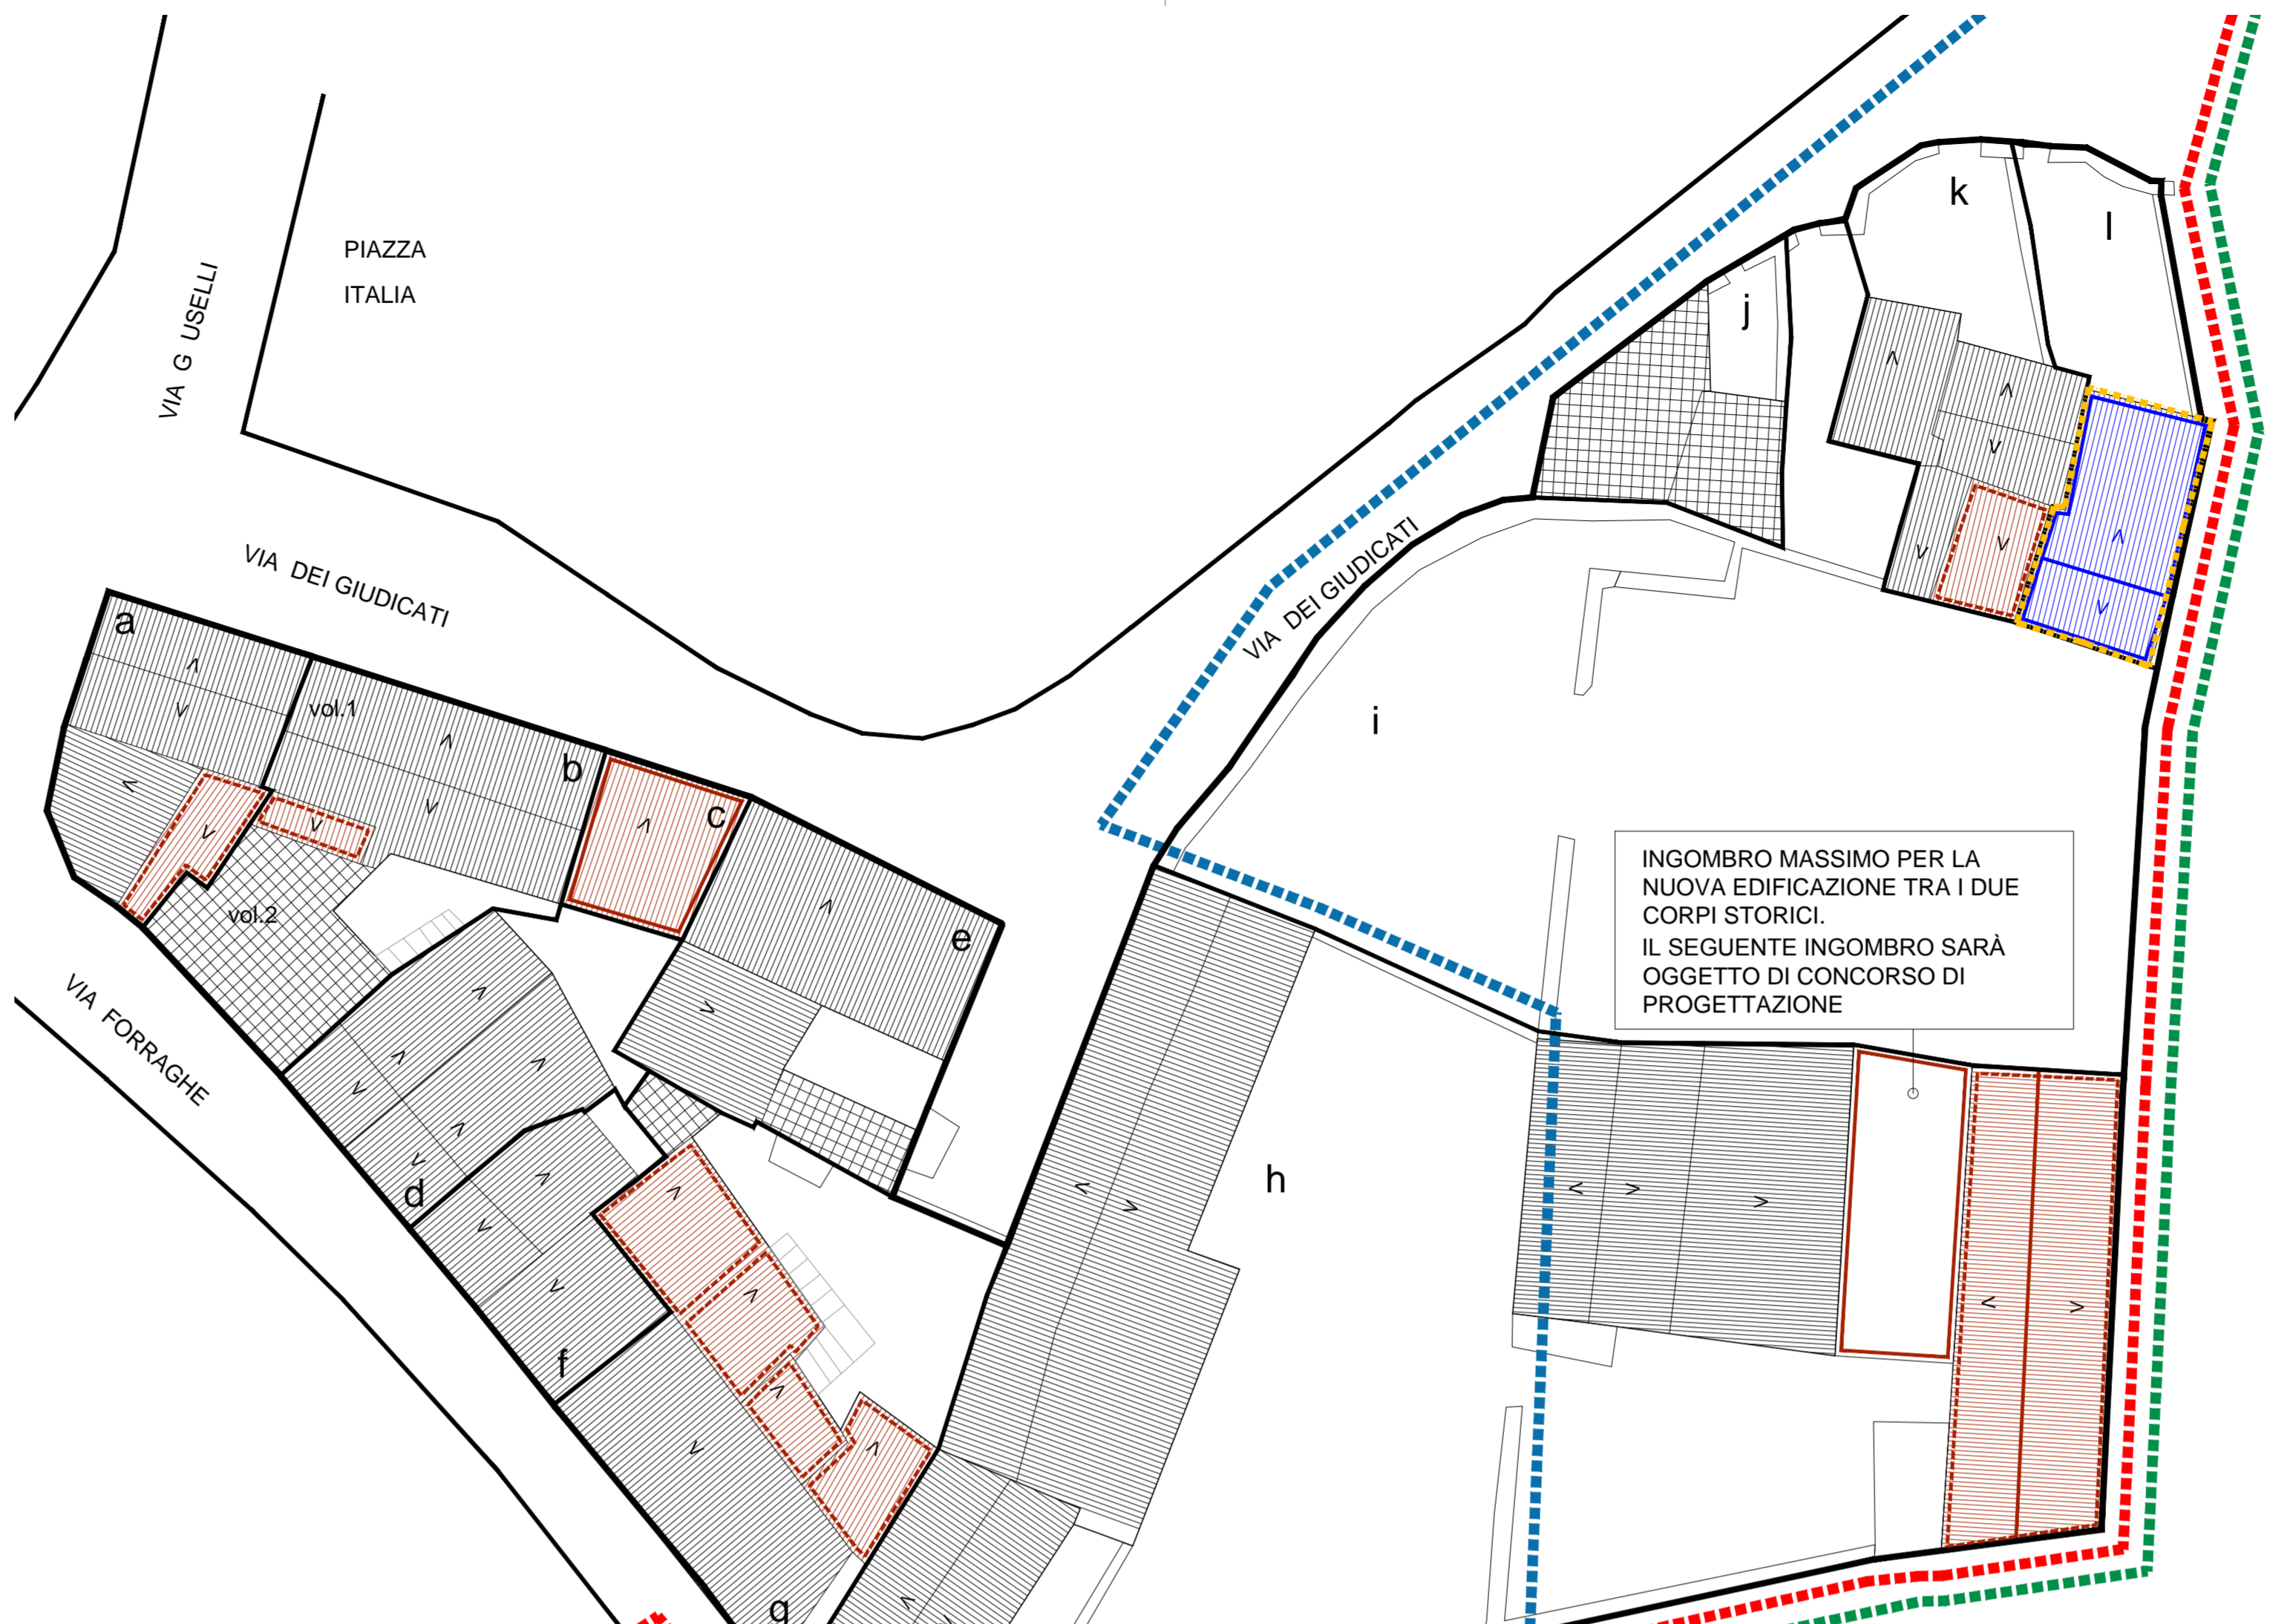 PIAZZA
ITALIA
VIA G USELLI
k
l
j
VIA DEI GIUDICATI
VIA DEI GIUDICATI
a
vol.1
b
c
i
e
vol.2
INGOMBRO MASSIMO PER LA
NUOVA EDIFICAZIONE TRA I DUE
CORPI STORICI.
IL SEGUENTE INGOMBRO SARÀ
OGGETTO DI CONCORSO DI
PROGETTAZIONE
VIA FORRAGHE
h
d
f
g